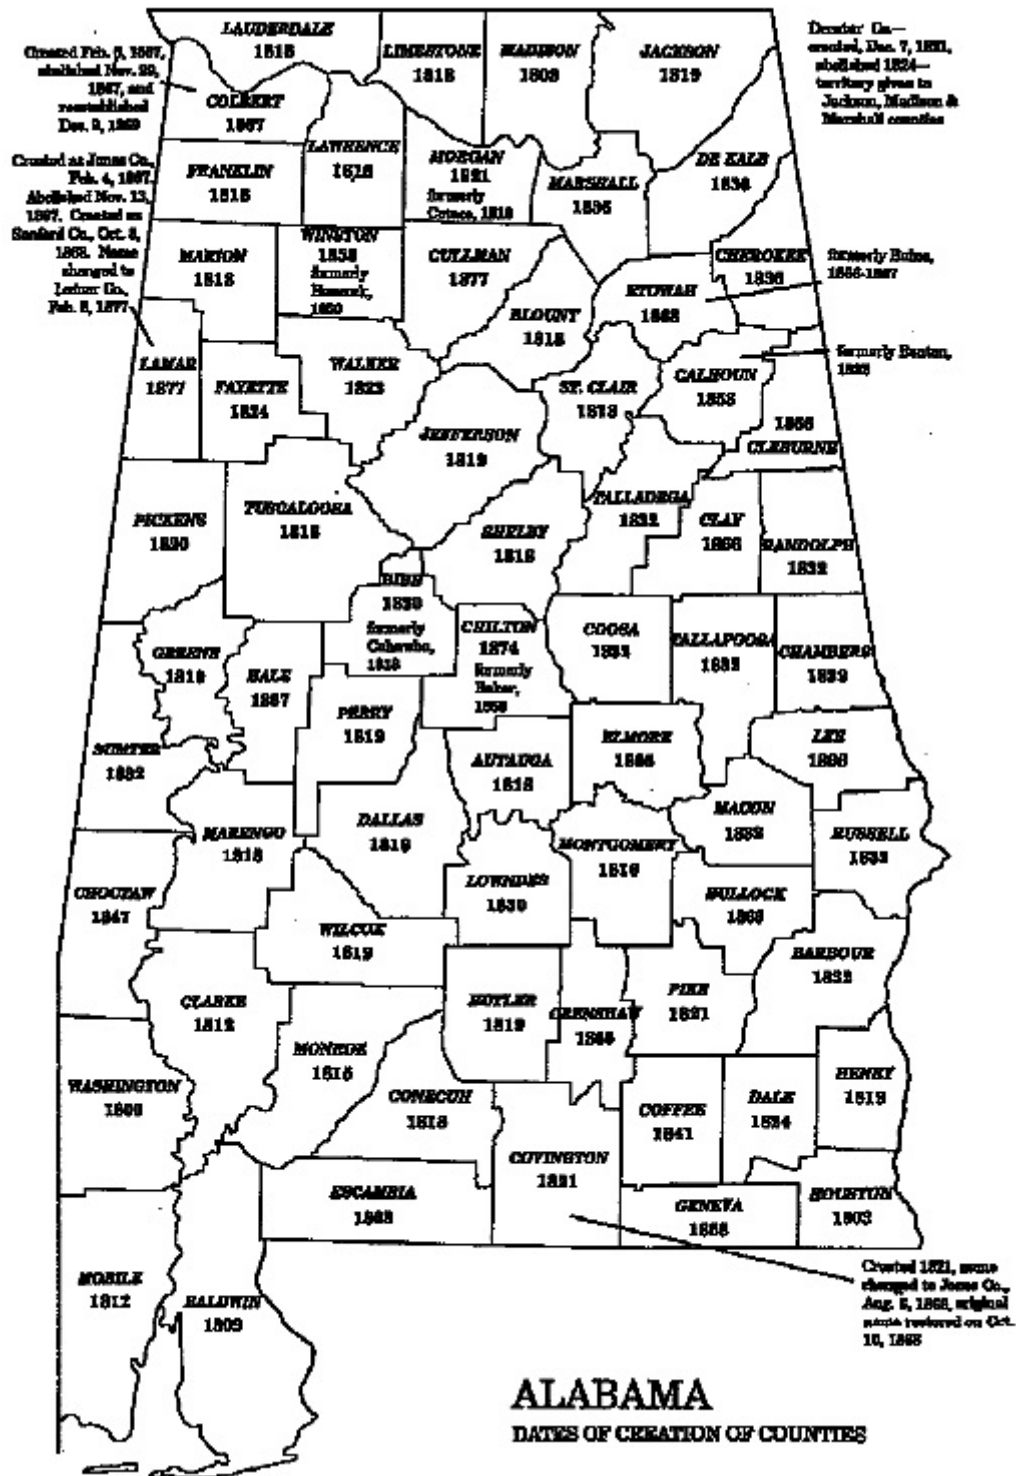 LAUDERDALE
1818
LIMESTONE
1818
MADISON
1808
JACKSON
1819
Created Feb. 6, 1867,
abolished Nov. 29,
1867, and
reestablished
Dec. 9, 1869
COLBERT
1867
Decatur Co.—
created, Dec. 7, 1821,
abolished 1824—
territory given to
Jackson, Madison &
Marshall counties
Created as Jones Co.,
Feb. 4, 1867.
Abolished Nov. 13,
1867. Created as
Sanford Co., Oct. 8,
1868. Name
changed to
Lamar Co.,
Feb. 8, 1877
FRANKLIN
1818
LAWRENCE
1818
MORGAN
1821
formerly
Cotaco, 1818
MARSHALL
1836
DE KALB
1836
MARION
1818
WINSTON
1858
formerly
Hancock,
1850
CULLMAN
1877
BLOUNT
1818
ETOWAH
1868
CHEROKEE
1836
formerly Baine,
1866-1867
LAMAR
1877
FAYETTE
1824
WALKER
1823
JEFFERSON
1819
ST. CLAIR
1818
CALHOUN
1858
formerly Benton,
1832
1866
CLEBURNE
PICKENS
1820
TUSCALOOSA
1818
SHELBY
1818
TALLADEGA
1832
CLAY
1866
RANDOLPH
1832
BIBB
1820
formerly
Cahawba,
1818
CHILTON
1874
formerly
Baker,
1868
COOSA
1832
TALLAPOOSA
1832
CHAMBERS
GREENE
1819
HALE
1867
PERRY
1819
SUMTER
1832
AUTAUGA
1818
ELMORE
1866
LEE
1866
MARENGO
1818
DALLAS
1818
MACON
1832
RUSSELL
1832
CHOCTAW
1847
LOWNDES
1830
MONTGOMERY
1816
BULLOCK
1866
WILCOX
1819
BARBOUR
1832
CLARKE
1812
BUTLER
1819
CRENSHAW
1866
PIKE
1821
MONROE
1815
WASHINGTON
1800
CONECUH
1818
COFFEE
1841
DALE
1824
HENRY
1819
COVINGTON
1821
ESCAMBIA
1868
GENEVA
1868
HOUSTON
1903
MOBILE
1812
BALDWIN
1809
Created 1821, name
changed to Jones Co.,
Aug. 6, 1868, original
name restored on Oct.
10, 1868
ALABAMA
DATES OF CREATION OF COUNTIES